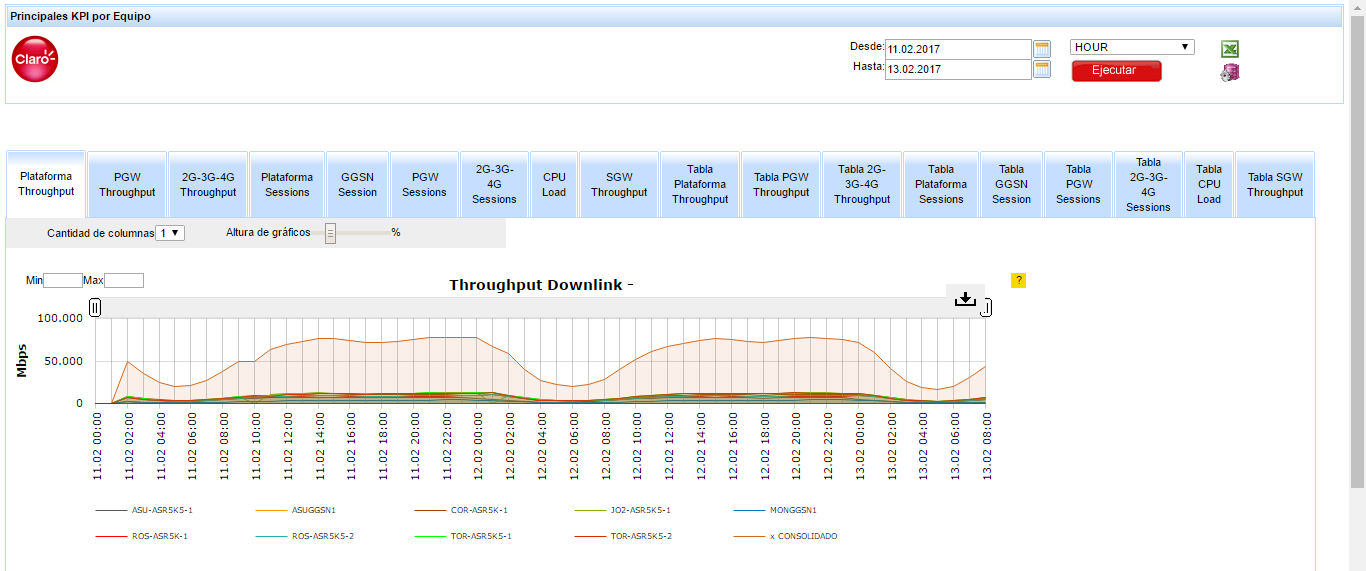 Principales KPI por Equipo
Claro
Desde: 11.02.2017
HOUR
Hasta: 13.02.2017
Ejecutar
Plataforma Throughput
PGW Throughput
2G-3G-4G Throughput
Plataforma Sessions
GGSN Session
PGW Sessions
2G-3G-4G Sessions
CPU Load
SGW Throughput
Tabla Plataforma Throughput
Tabla PGW Throughput
Tabla 2G-3G-4G Throughput
Tabla Plataforma Sessions
Tabla GGSN Session
Tabla PGW Sessions
Tabla 2G-3G-4G Sessions
Tabla CPU Load
Tabla SGW Throughput
Cantidad de columnas 1
Altura de gráficos %
Min Max
Throughput Downlink -
?
Mbps
100.000
50.000
0
11.02 00:00
11.02 02:00
11.02 04:00
11.02 06:00
11.02 08:00
11.02 10:00
11.02 12:00
11.02 14:00
11.02 16:00
11.02 18:00
11.02 20:00
11.02 22:00
12.02 00:00
12.02 02:00
12.02 04:00
12.02 06:00
12.02 08:00
12.02 10:00
12.02 12:00
12.02 14:00
12.02 16:00
12.02 18:00
12.02 20:00
12.02 22:00
13.02 00:00
13.02 02:00
13.02 04:00
13.02 06:00
13.02 08:00
ASU-ASR5K5-1
ASUGGSN1
COR-ASR5K-1
JO2-ASR5K5-1
MONGGSN1
ROS-ASR5K-1
ROS-ASR5K5-2
TOR-ASR5K5-1
TOR-ASR5K5-2
x CONSOLIDADO